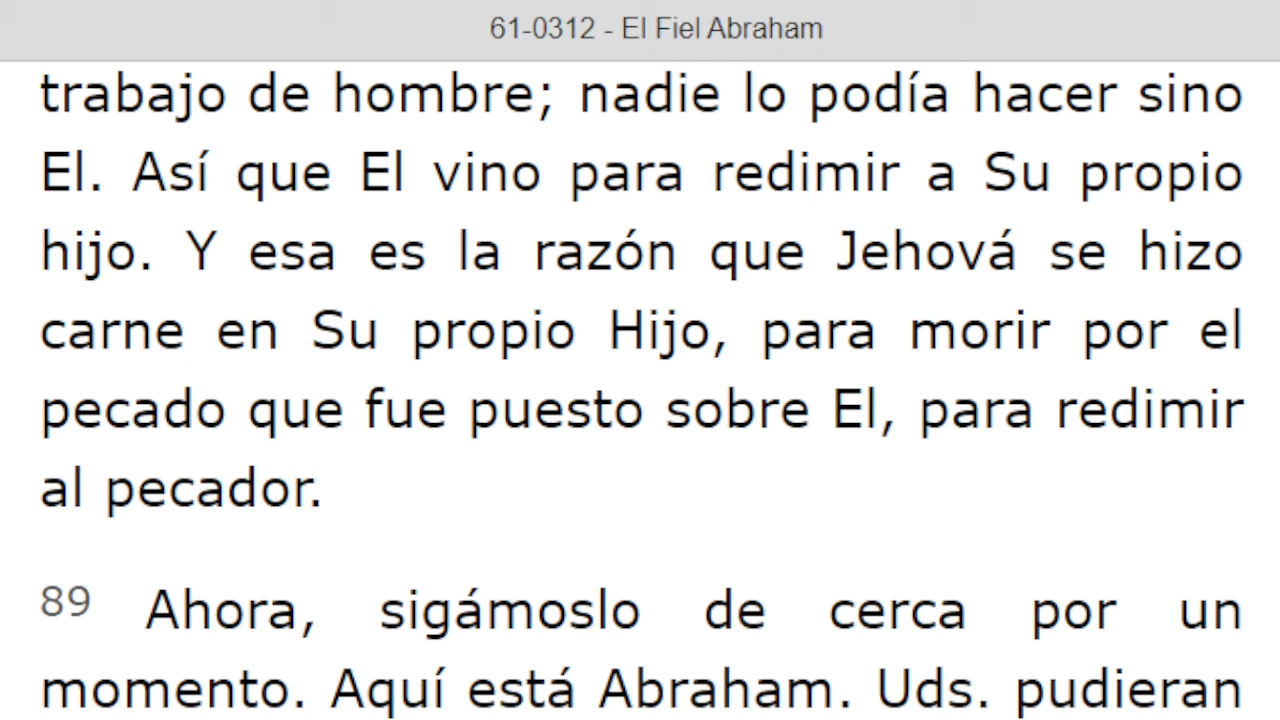 61-0312 - El Fiel Abraham
trabajo de hombre; nadie lo podía hacer sino
El. Así que El vino para redimir a Su propio
hijo. Y esa es la razón que Jehová se hizo
carne en Su propio Hijo, para morir por el
pecado que fue puesto sobre El, para redimir
al pecador.
89 Ahora, sigámoslo de cerca por un
momento. Aquí está Abraham. Uds. pudieran